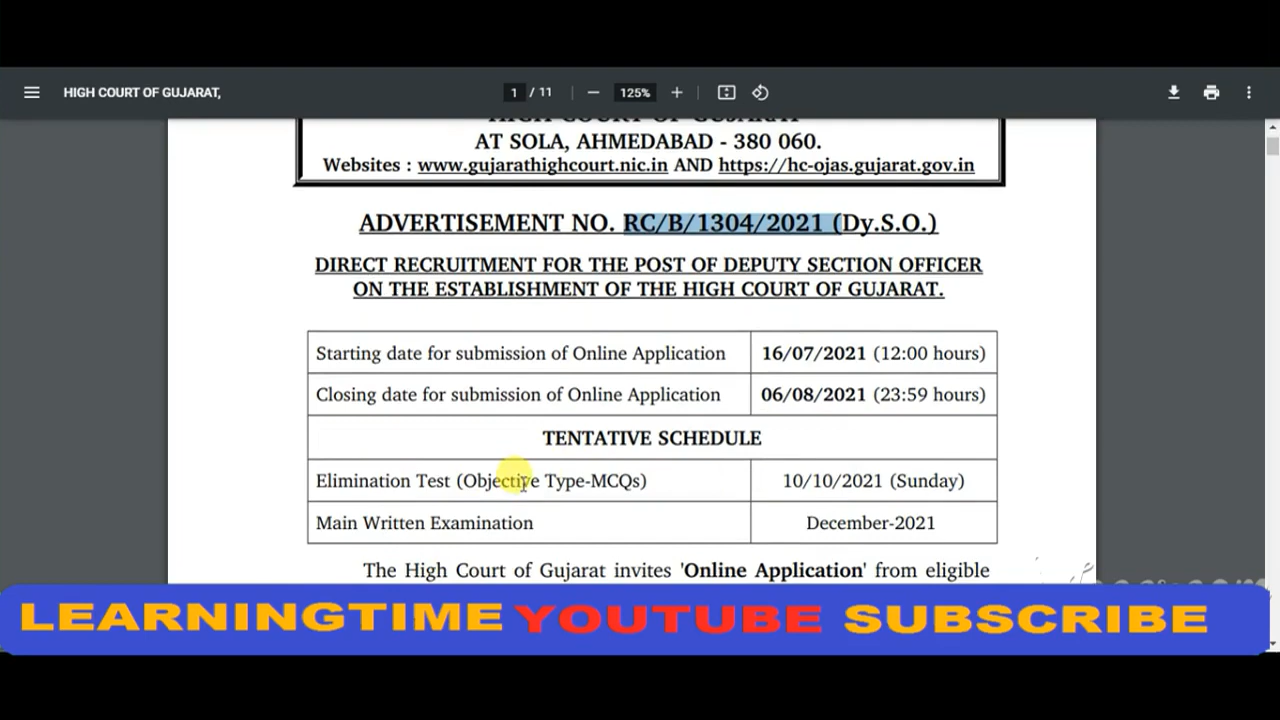 HIGH COURT OF GUJARAT,
1 / 11
125%
HIGH COURT OF GUJARAT
AT SOLA, AHMEDABAD - 380 060.
Websites : www.gujarathighcourt.nic.in AND https://hc-ojas.gujarat.gov.in
ADVERTISEMENT NO. RC/B/1304/2021 (Dy.S.O.)
DIRECT RECRUITMENT FOR THE POST OF DEPUTY SECTION OFFICER
ON THE ESTABLISHMENT OF THE HIGH COURT OF GUJARAT.
Starting date for submission of Online Application 16/07/2021 (12:00 hours)
Closing date for submission of Online Application 06/08/2021 (23:59 hours)
TENTATIVE SCHEDULE
Elimination Test (Objective Type-MCQs) 10/10/2021 (Sunday)
Main Written Examination December-2021
The High Court of Gujarat invites 'Online Application' from eligible
LEARNINGTIME YOUTUBE SUBSCRIBE